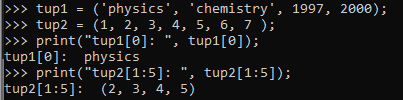 >>> tup1 = ('physics', 'chemistry', 1997, 2000);
>>> tup2 = (1, 2, 3, 4, 5, 6, 7 );
>>> print("tup1[0]: ", tup1[0]);
tup1[0]:  physics
>>> print("tup2[1:5]: ", tup2[1:5]);
tup2[1:5]:  (2, 3, 4, 5)